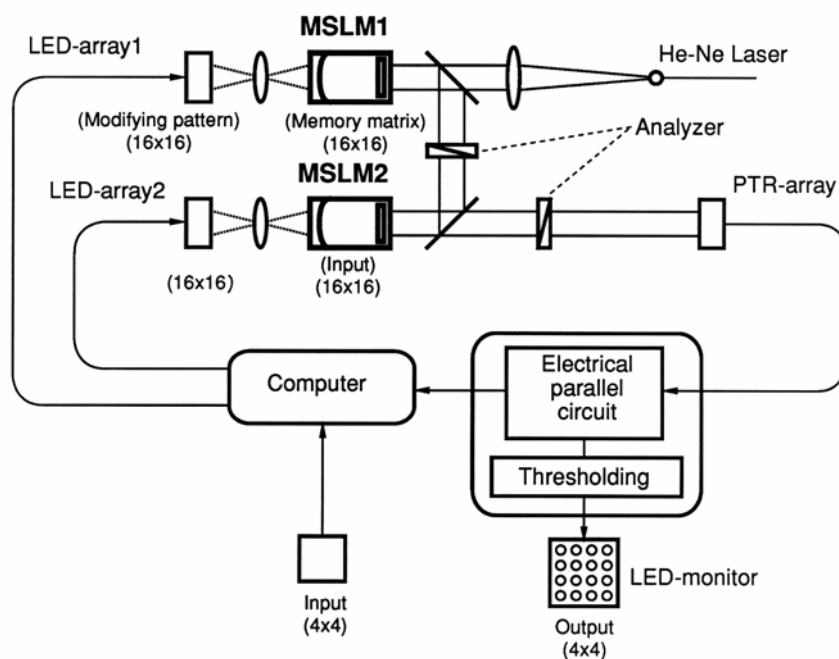 MSLM1
LED-array1
He-Ne Laser
(Modifying pattern)
(16x16)
(Memory matrix)
(16x16)
Analyzer
MSLM2
LED-array2
PTR-array
(16x16)
(Input)
(16x16)
Computer
Electrical
parallel
circuit
Thresholding
Input
(4x4)
LED-monitor
Output
(4x4)